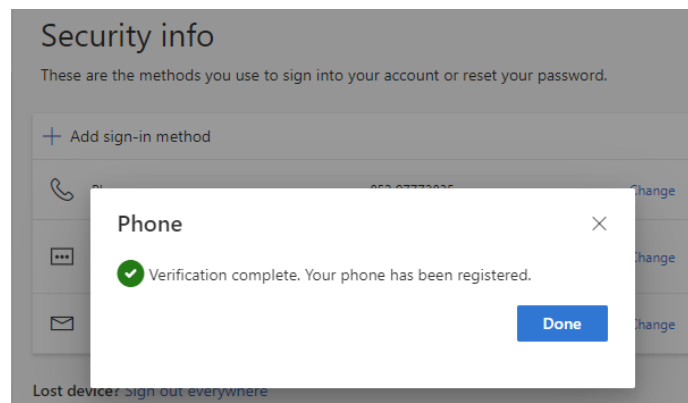 Security info
These are the methods you use to sign into your account or reset your password.
+ Add sign-in method
Change
Phone
Verification complete. Your phone has been registered.
Change
Done
Change
Lost device? Sign out everywhere